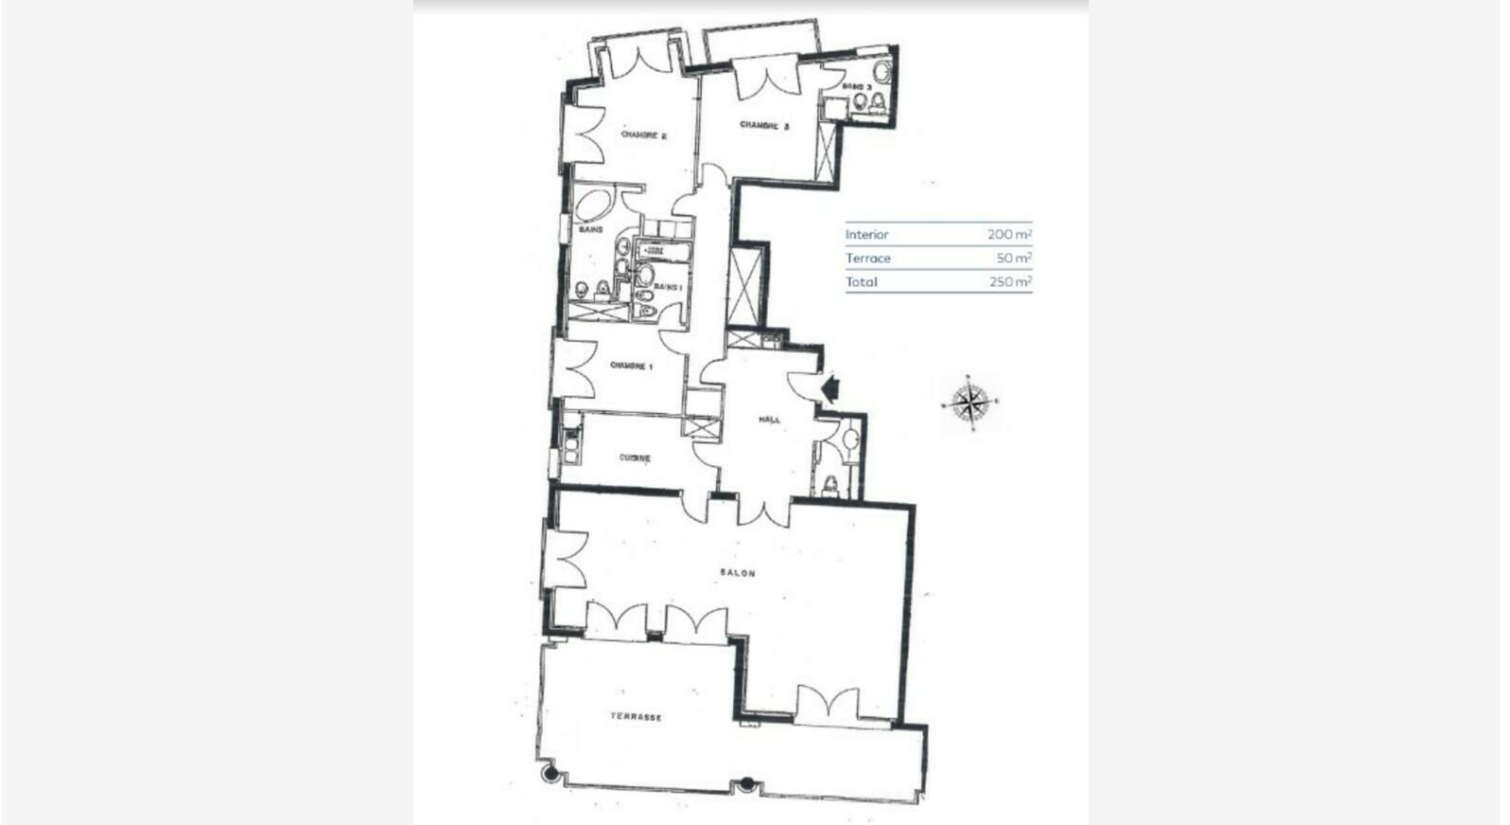 BAINS 3
CHAMBRE 3
CHAMBRE 2
BAINS
Interior 200 m²
Terrace 50 m²
Total 250 m²
BAINS 1
CHAMBRE 1
HALL
CUISINE
SALON
TERRASSE